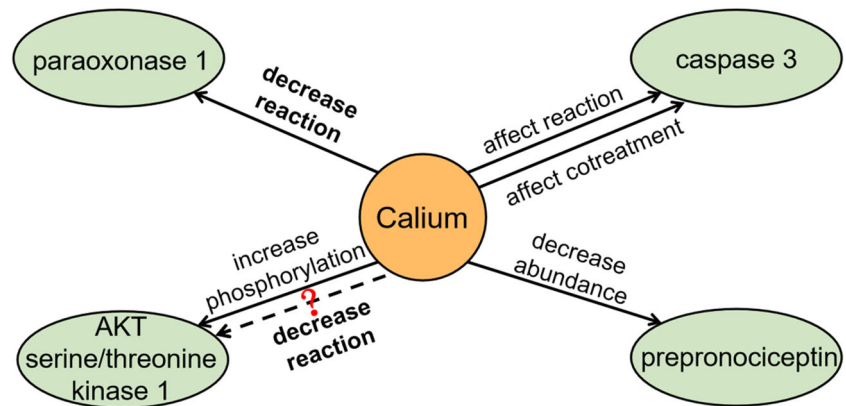 paraoxonase 1
decrease
reaction
caspase 3
affect reaction
affect cotreatment
Calium
increase
phosphorylation
?
decrease
reaction
decrease
abundance
AKT
serine/threonine
kinase 1
prepronociceptin